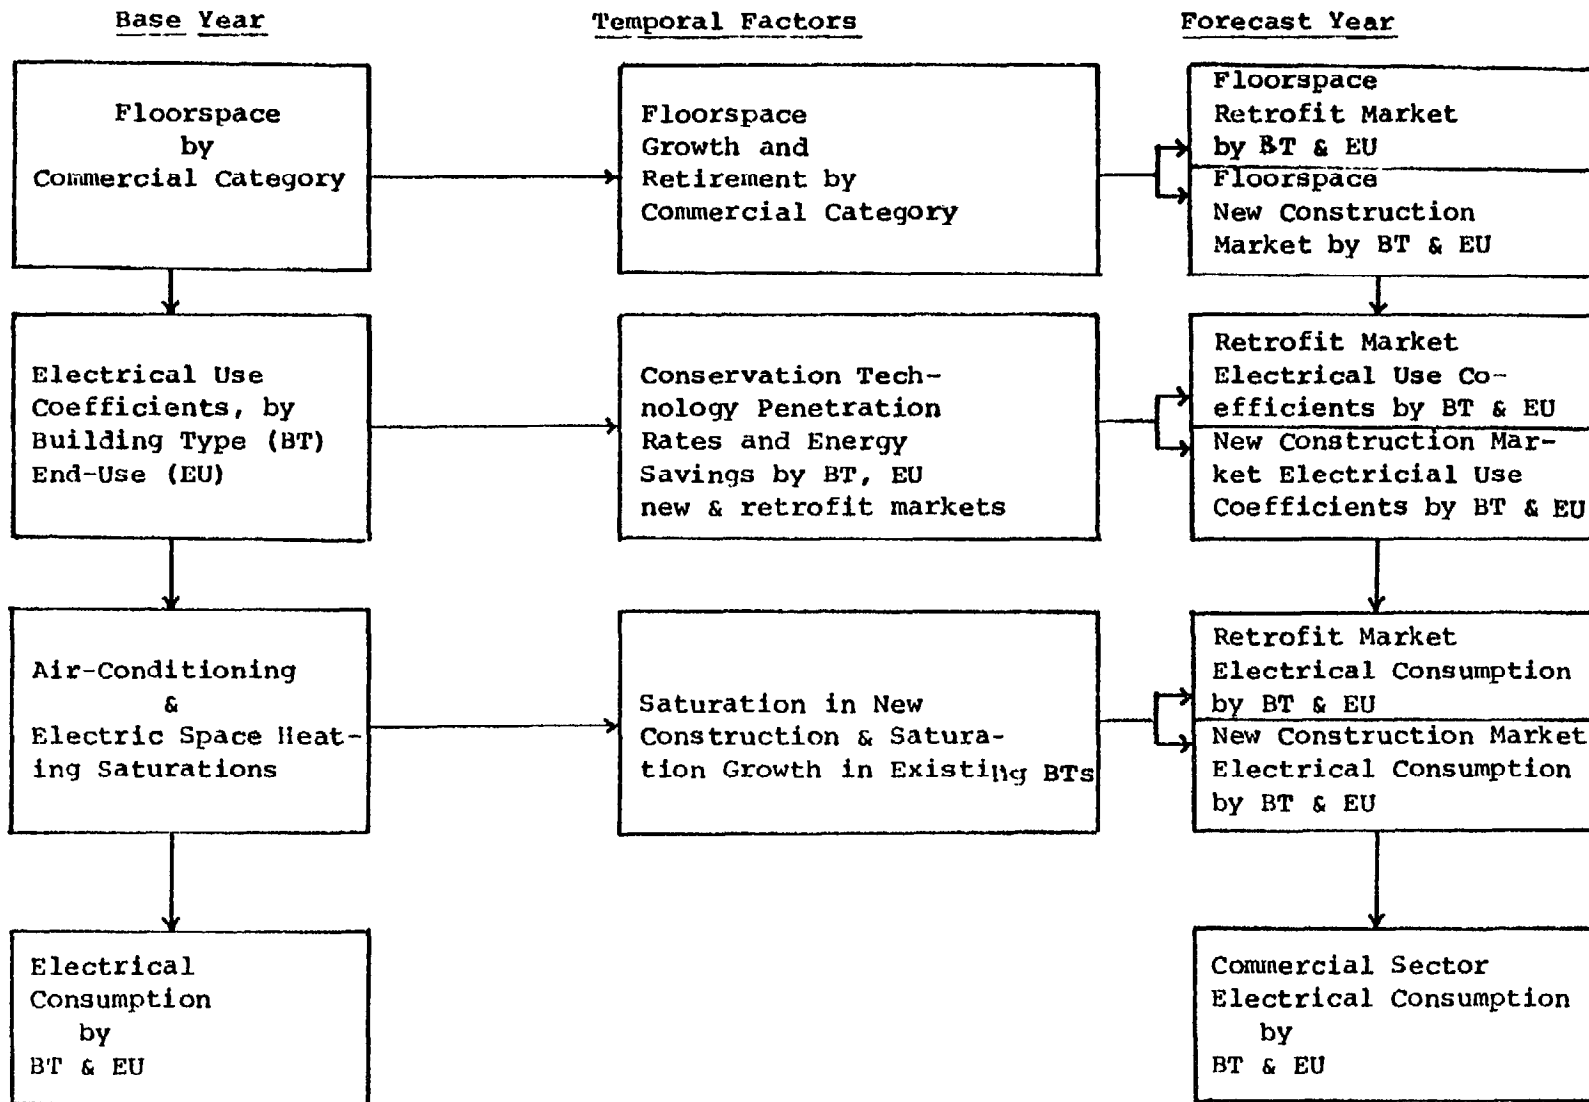 Base Year
Temporal Factors
Forecast Year
Floorspace
by
Commercial Category
Floorspace
Growth and
Retirement by
Commercial Category
Floorspace
Retrofit Market
by BT & EU
Floorspace
New Construction
Market by BT & EU
Electrical Use
Coefficients, by
Building Type (BT)
End-Use (EU)
Conservation Tech-
nology Penetration
Rates and Energy
Savings by BT, EU
new & retrofit markets
Retrofit Market
Electrical Use Co-
efficients by BT & EU
New Construction Mar-
ket Electricial Use
Coefficients by BT & EU
Air-Conditioning
&
Electric Space Heat-
ing Saturations
Saturation in New
Construction & Satura-
tion Growth in Existing BTs
Retrofit Market
Electrical Consumption
by BT & EU
New Construction Market
Electrical Consumption
by BT & EU
Electrical
Consumption
by
BT & EU
Commercial Sector
Electrical Consumption
by
BT & EU